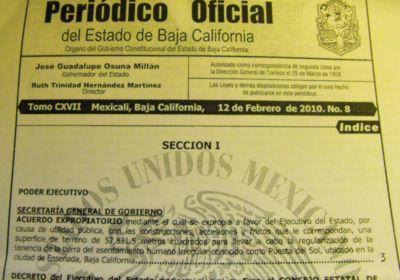 Periódico Oficial
del Estado de Baja California
Organo del Gobierno Constitucional del Estado de Baja California.
José Guadalupe Osuna Millán
Gobernador del Estado
Ruth Trinidad Hernández Martínez
Director
Autorizado como correspondencia de segunda clase por
la Dirección General de Correos el 25 de Marzo de 1958
Las Leyes y demás disposiciones obligan por el solo hecho
de publicarse en este periódico.
Tomo CXVII Mexicali, Baja California, 12 de Febrero de 2010. No. 8
Indice
SECCION I
PODER EJECUTIVO
SECRETARÍA GENERAL DE GOBIERNO
ACUERDO EXPROPIATORIO mediante el cual se expropia a favor del Ejecutivo del Estado, por
causa de utilidad pública, con las construcciones, accesiones y frutos que le correspondan, una
superficie de terreno de 57,831.5 metros cuadrados para llevar a cabo la regularización de la
tenencia de la tierra del asentamiento humano irregular conocido como Puesta del Sol, ubicado en la
ciudad de Ensenada, Baja California 3
UNIDOS MEXIC
DECRETO del Ejecutivo del Estado CONSEJO ESTATAL DE